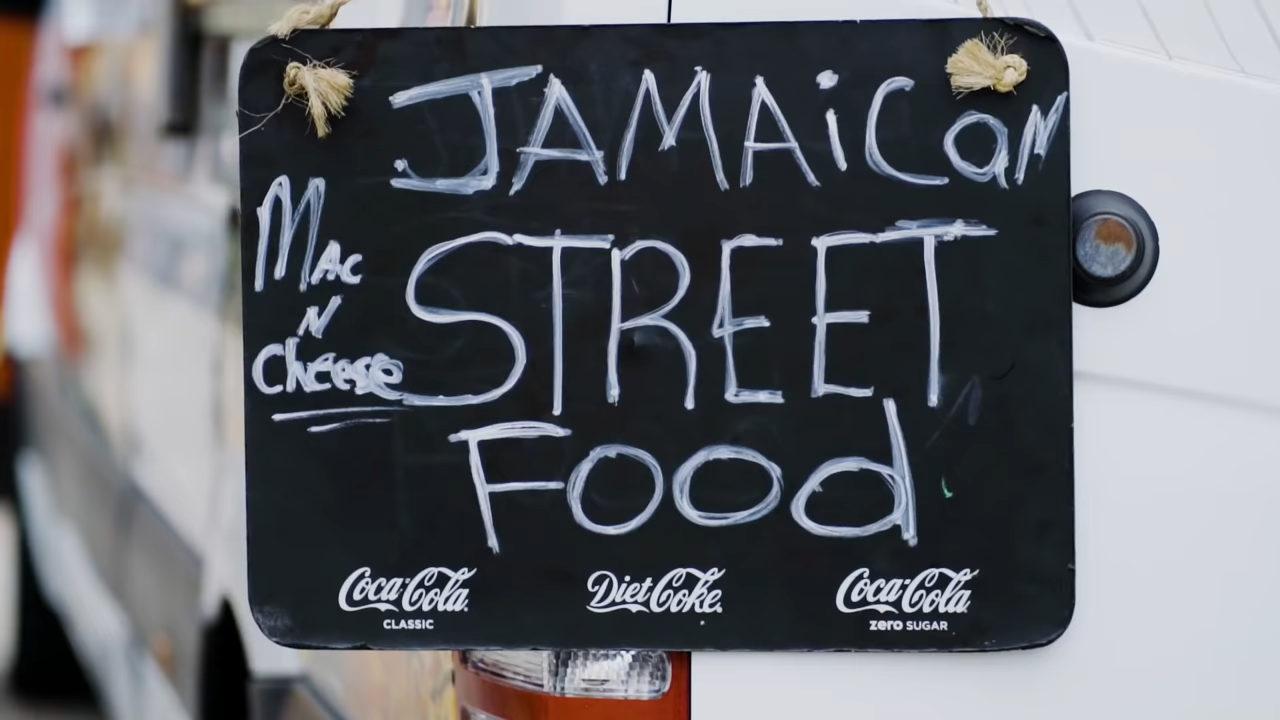 JAMAiCaN
STREET
Food
Mac
N
Cheese
Coca-Cola
CLASSIC
Diet Coke
Coca-Cola
zero SUGAR